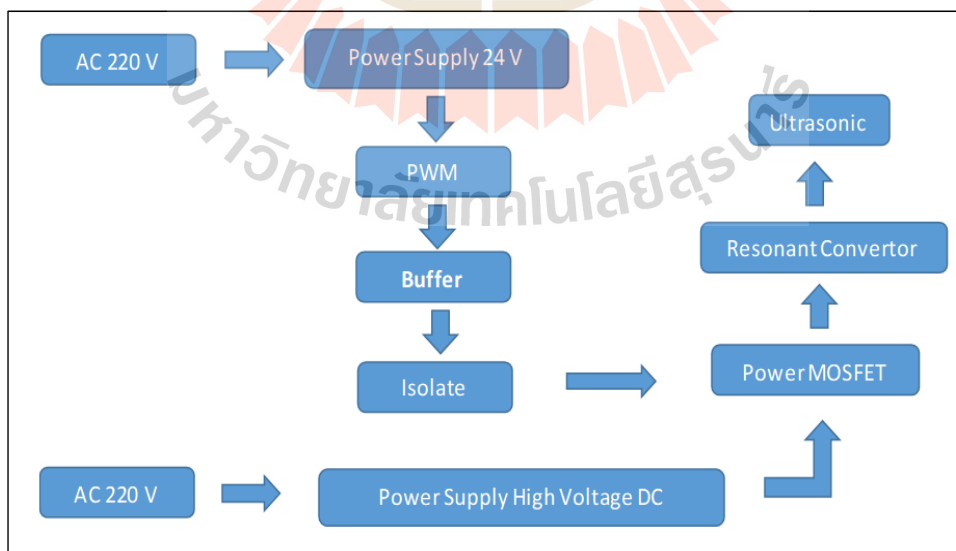 AC 220 V
Power Supply 24 V
PWM
Buffer
Isolate
Ultrasonic
Resonant Convertor
Power MOSFET
AC 220 V
Power Supply High Voltage DC
มหาวิทยาลัยเทคโนโลยีสุรนารี